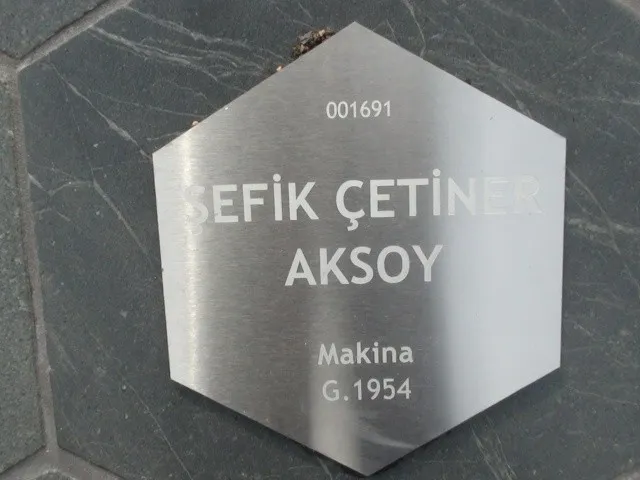 001691
ŞEFİK ÇETİNER
AKSOY
Makina
G.1954